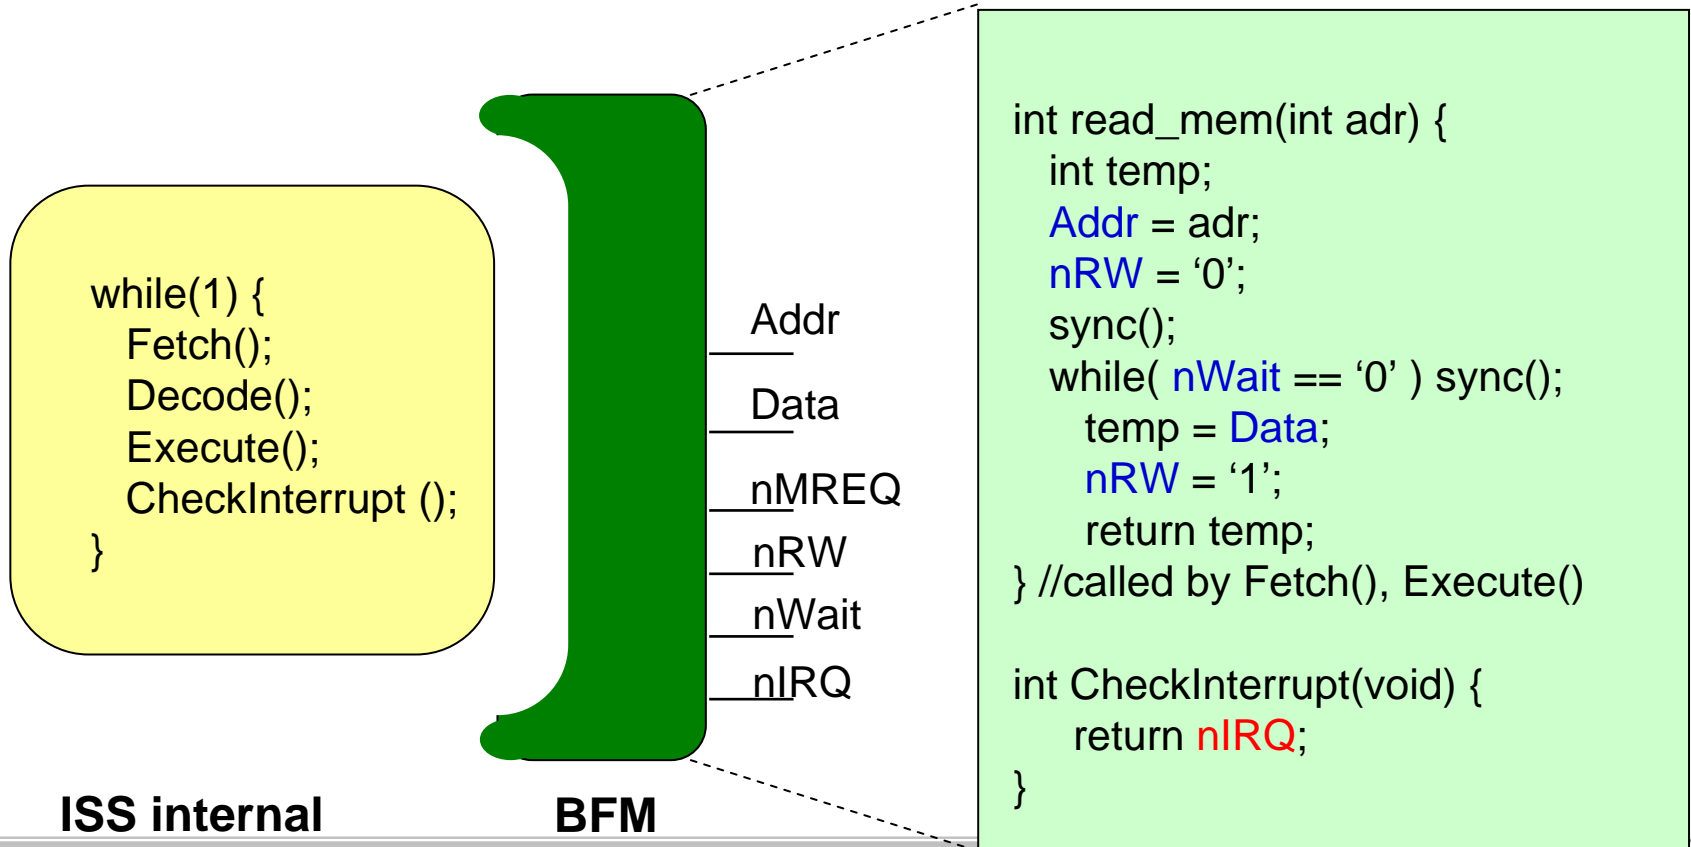 while(1) {
Fetch();
Decode();
Execute();
CheckInterrupt ();
}
ISS internal
BFM
Addr
Data
nMREQ
nRW
nWait
nIRQ
int read_mem(int adr) {
int temp;
Addr = adr;
nRW = ‘0’;
sync();
while( nWait == ‘0’ ) sync();
temp = Data;
nRW = ‘1’;
return temp;
} //called by Fetch(), Execute()
int CheckInterrupt(void) {
return nIRQ;
}